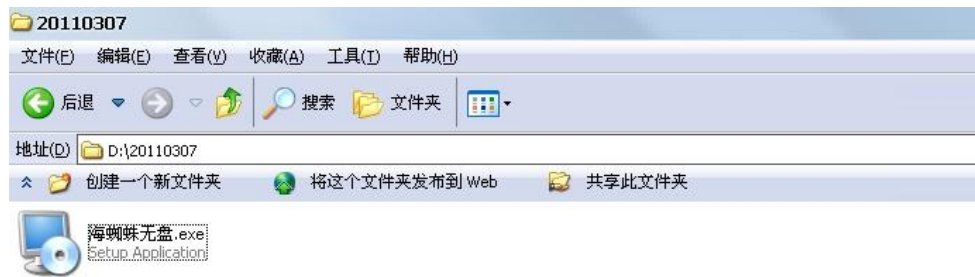 20110307
文件(F) 编辑(E) 查看(V) 收藏(A) 工具(T) 帮助(H)
后退 搜索 文件夹
地址(D) D:\20110307
创建一个新文件夹 将这个文件夹发布到 Web 共享此文件夹
海蜘蛛无盘.exe
Setup Application